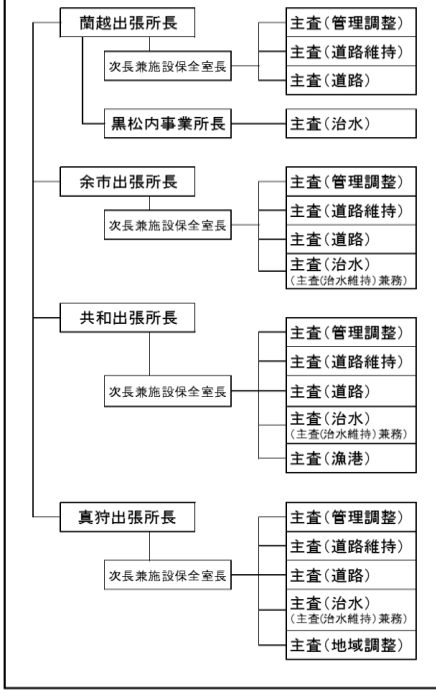 蘭越出張所長
次長兼施設保全室長
主査(管理調整)
主査(道路維持)
主査(道路)
黒松内事業所長
主査(治水)
余市出張所長
次長兼施設保全室長
主査(管理調整)
主査(道路維持)
主査(道路)
主査(治水)
(主査(治水維持)兼務)
共和出張所長
次長兼施設保全室長
主査(管理調整)
主査(道路維持)
主査(道路)
主査(治水)
(主査(治水維持)兼務)
主査(漁港)
真狩出張所長
次長兼施設保全室長
主査(管理調整)
主査(道路維持)
主査(道路)
主査(治水)
(主査(治水維持)兼務)
主査(地域調整)